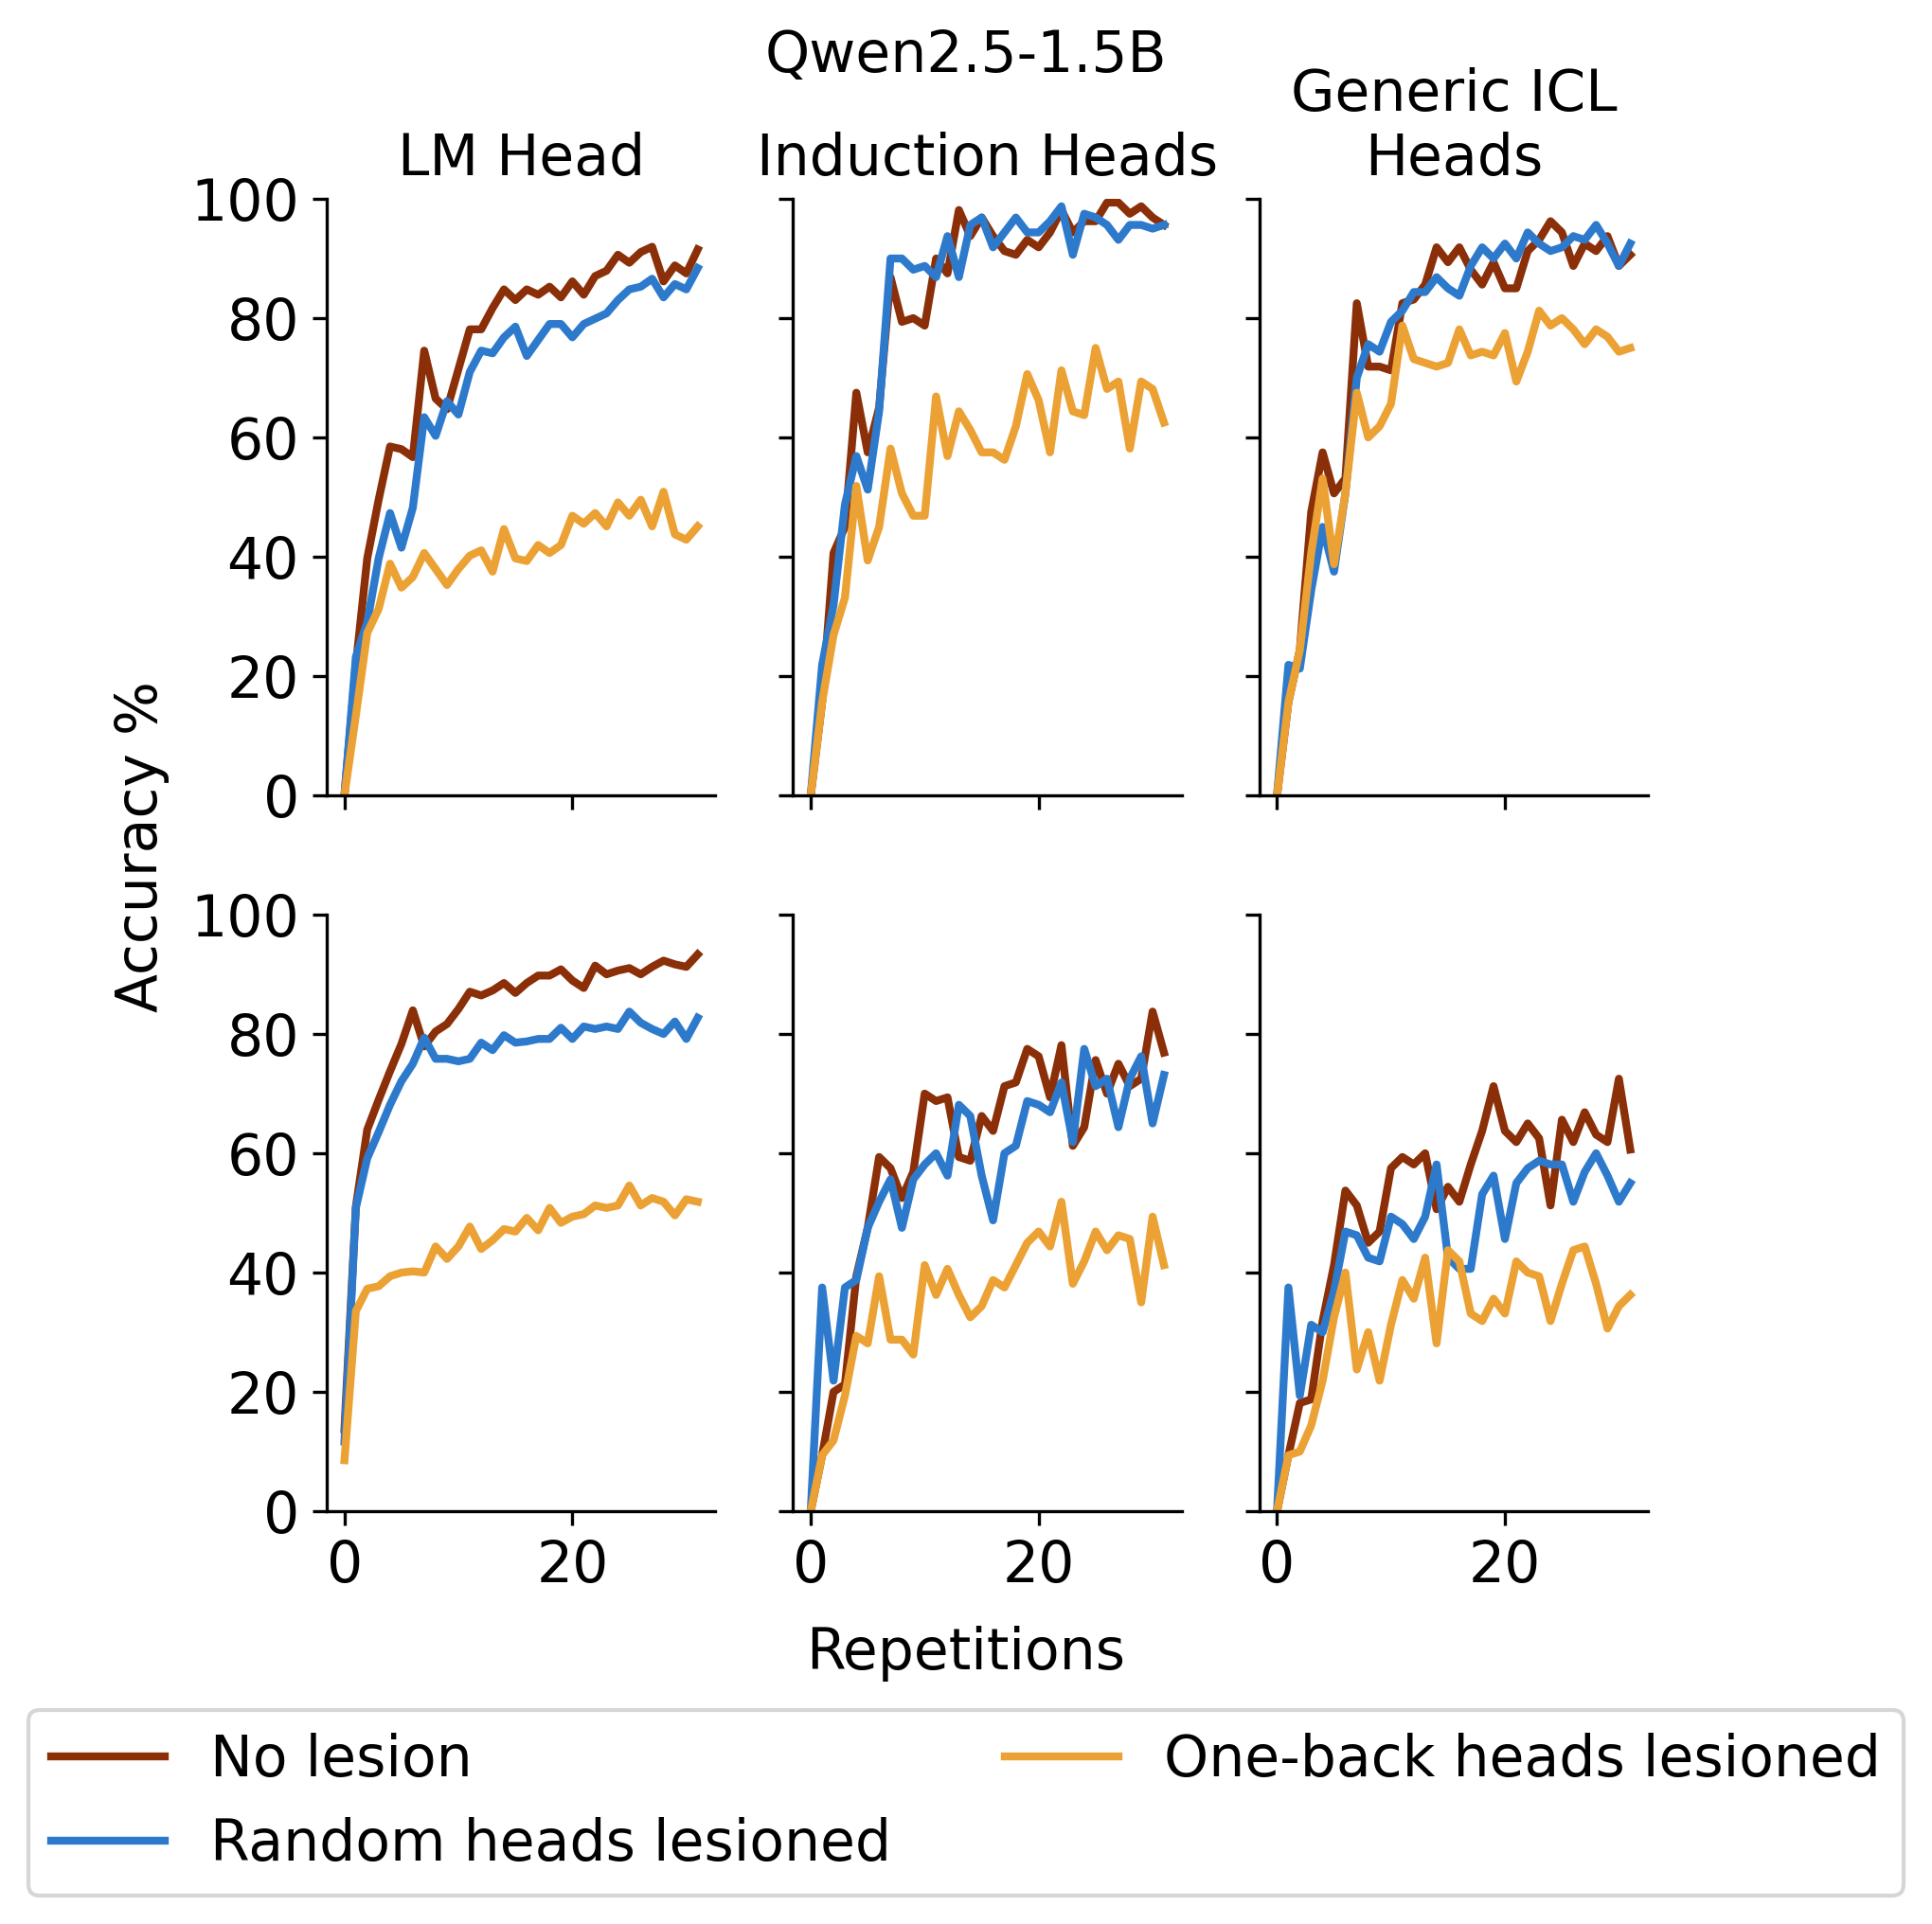 Qwen2.5-1.5B
LM Head
Induction Heads
Generic ICL
Heads
Accuracy %
100
80
60
40
20
0
100
80
60
40
20
0
0 20
0 20
0 20
Repetitions
No lesion
Random heads lesioned
One-back heads lesioned